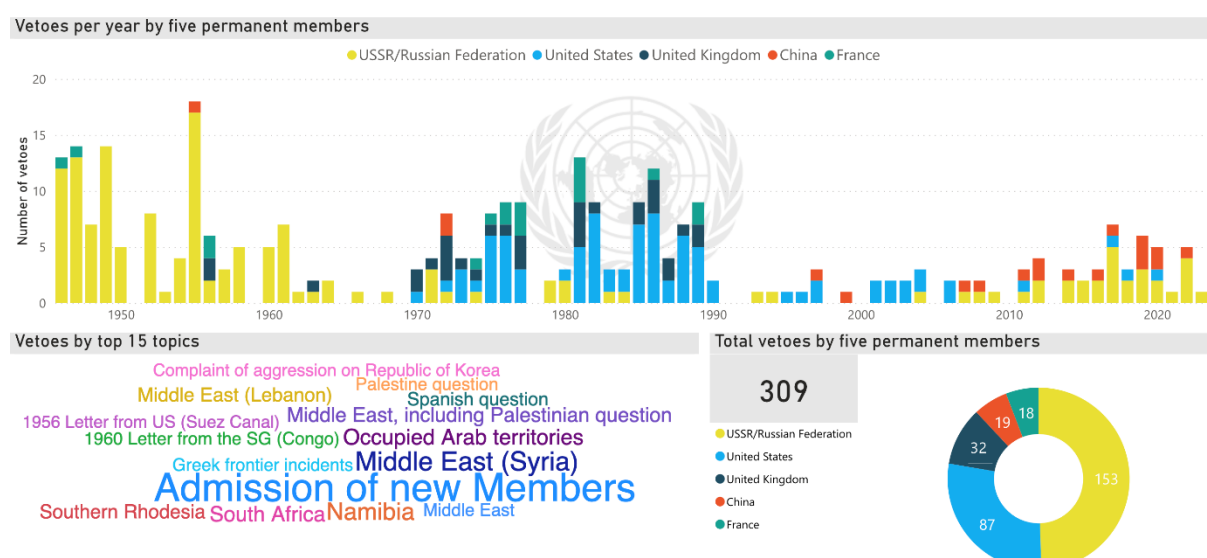 Vetoes per year by five permanent members
USSR/Russian Federation United States United Kingdom China France
Number of vetoes
20
15
10
5
0
1950 1960 1970 1980 1990 2000 2010 2020
Vetoes by top 15 topics
Complaint of aggression on Republic of Korea
Palestine question
Middle East (Lebanon)
Spanish question
1956 Letter from US (Suez Canal)
Middle East, including Palestinian question
1960 Letter from the SG (Congo)
Occupied Arab territories
Greek frontier incidents
Middle East (Syria)
Admission of new Members
Southern Rhodesia
South Africa
Namibia
Middle East
Total vetoes by five permanent members
309
USSR/Russian Federation
United States
United Kingdom
China
France
18
19
32
153
87